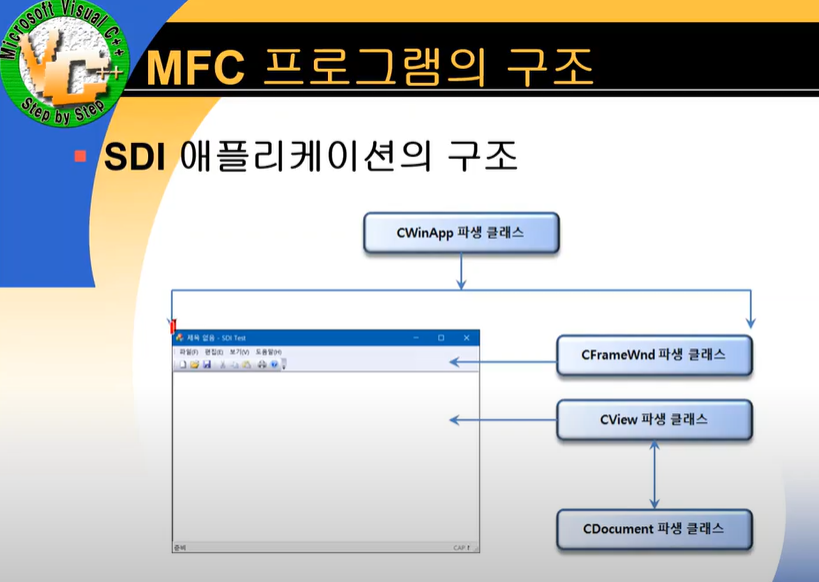 Microsoft Visual C++
VC++
Step by Step
MFC 프로그램의 구조
SDI 애플리케이션의 구조
CWinApp 파생 클래스
제목 없음 - SDI Test
파일(F) 편집(E) 보기(V) 도움말(H)
CFrameWnd 파생 클래스
CView 파생 클래스
CDocument 파생 클래스
준비
CAP